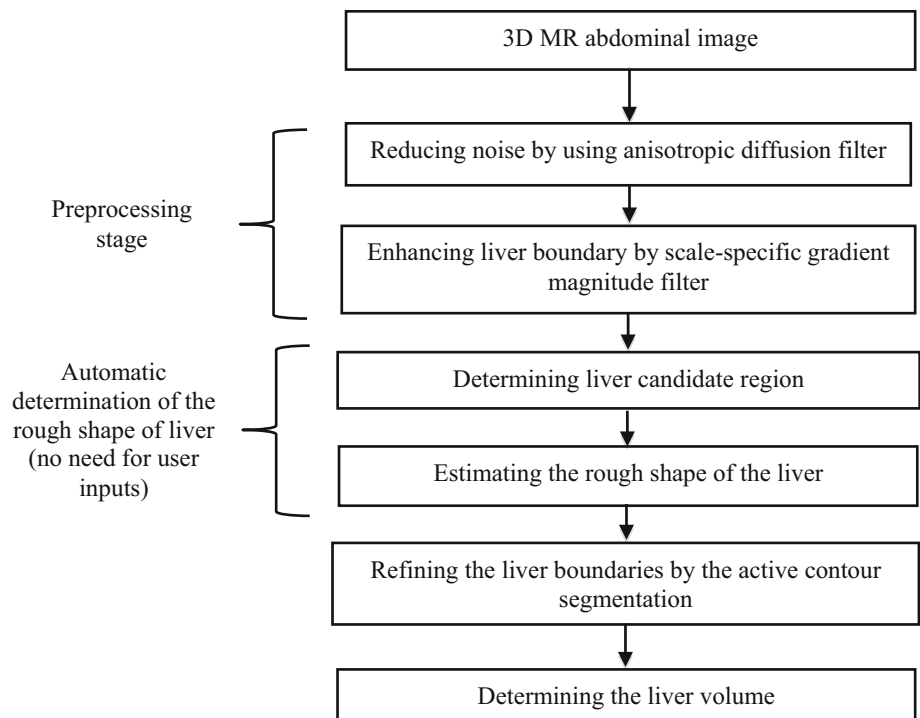 3D MR abdominal image
Reducing noise by using anisotropic diffusion filter
Preprocessing
stage
Enhancing liver boundary by scale-specific gradient
magnitude filter
Automatic
determination of the
rough shape of liver
(no need for user
inputs)
Determining liver candidate region
Estimating the rough shape of the liver
Refining the liver boundaries by the active contour
segmentation
Determining the liver volume